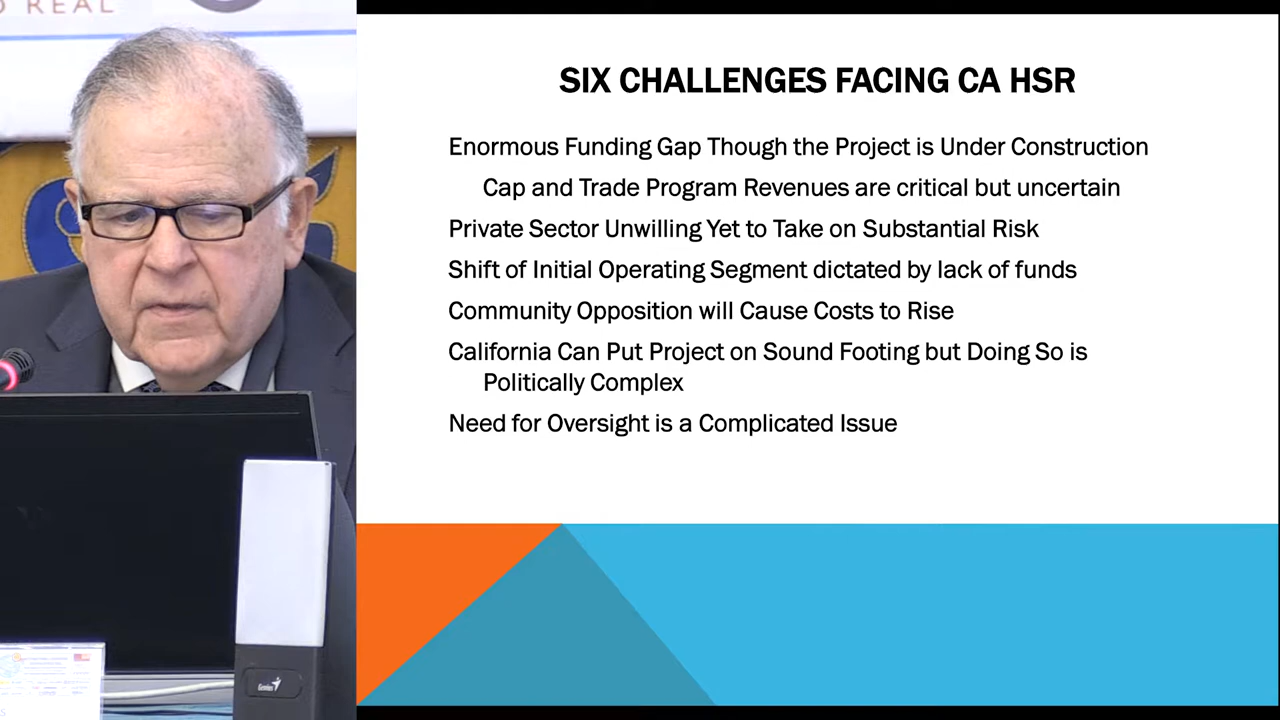 REAL
SIX CHALLENGES FACING CA HSR
Enormous Funding Gap Though the Project is Under Construction
Cap and Trade Program Revenues are critical but uncertain
Private Sector Unwilling Yet to Take on Substantial Risk
Shift of Initial Operating Segment dictated by lack of funds
Community Opposition will Cause Costs to Rise
California Can Put Project on Sound Footing but Doing So is
Politically Complex
Need for Oversight is a Complicated Issue
Genius